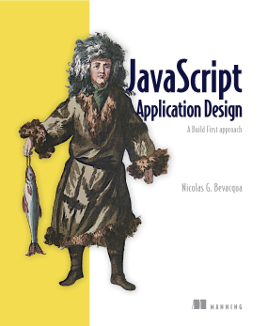 JavaScript
Application Design
A Build First approach
Nicolas G. Bevacqua
MANNING